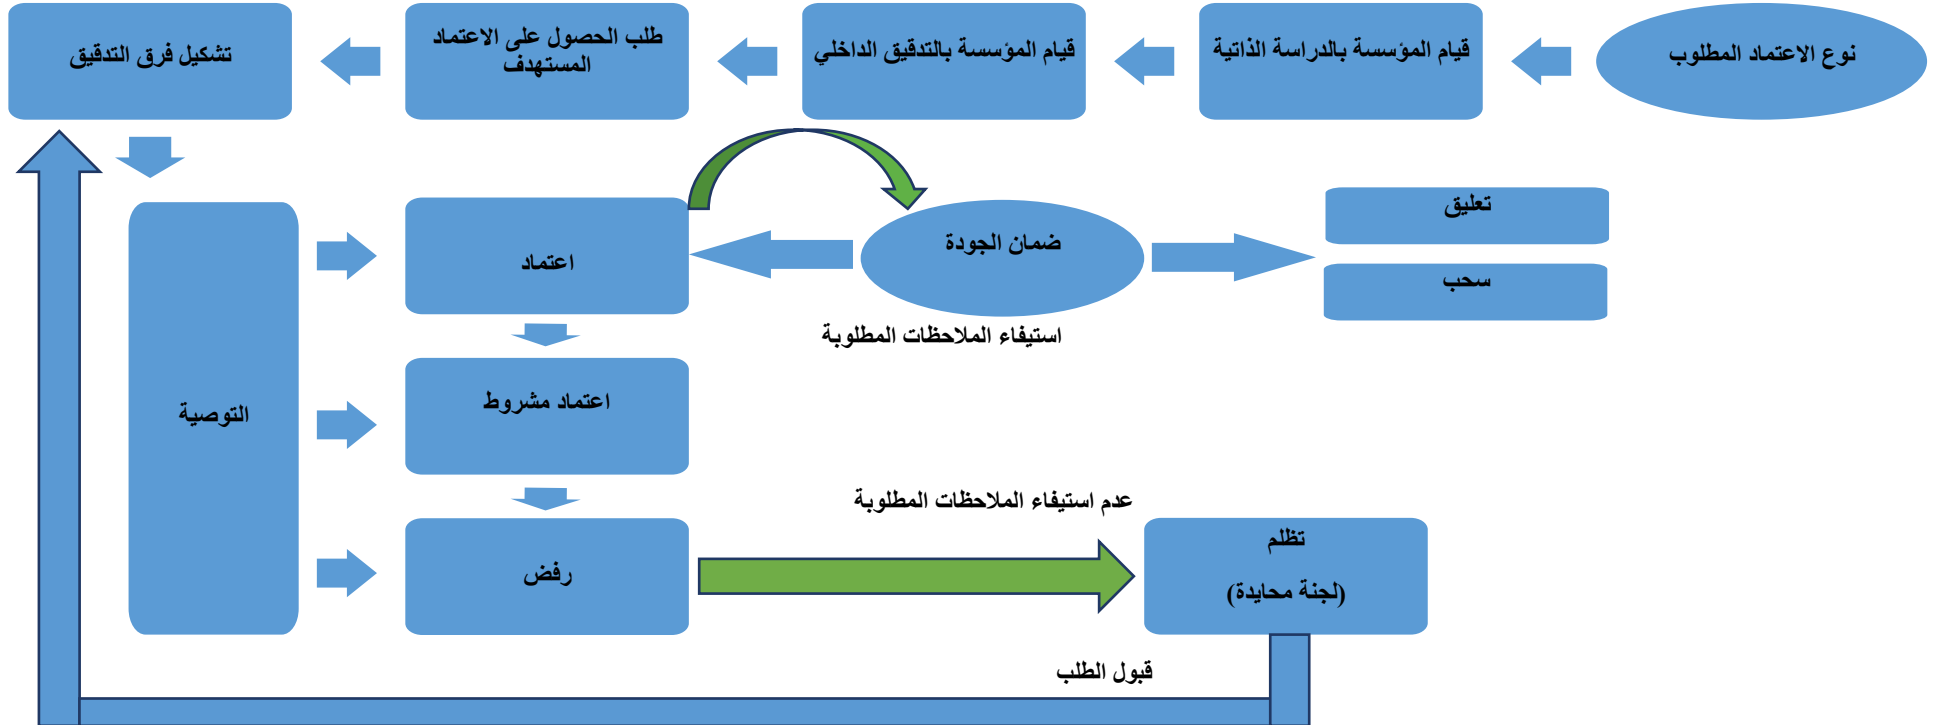 نوع الاعتماد المطلوب
قيام المؤسسة بالدراسة الذاتية
قيام المؤسسة بالتدقيق الداخلي
طلب الحصول على الاعتماد
المستهدف
تشكيل فرق التدقيق
تعليق
سحب
ضمان الجودة
اعتماد
استيفاء الملاحظات المطلوبة
اعتماد مشروط
التوصية
عدم استيفاء الملاحظات المطلوبة
تظلم
(لجنة محايدة)
رفض
قبول الطلب